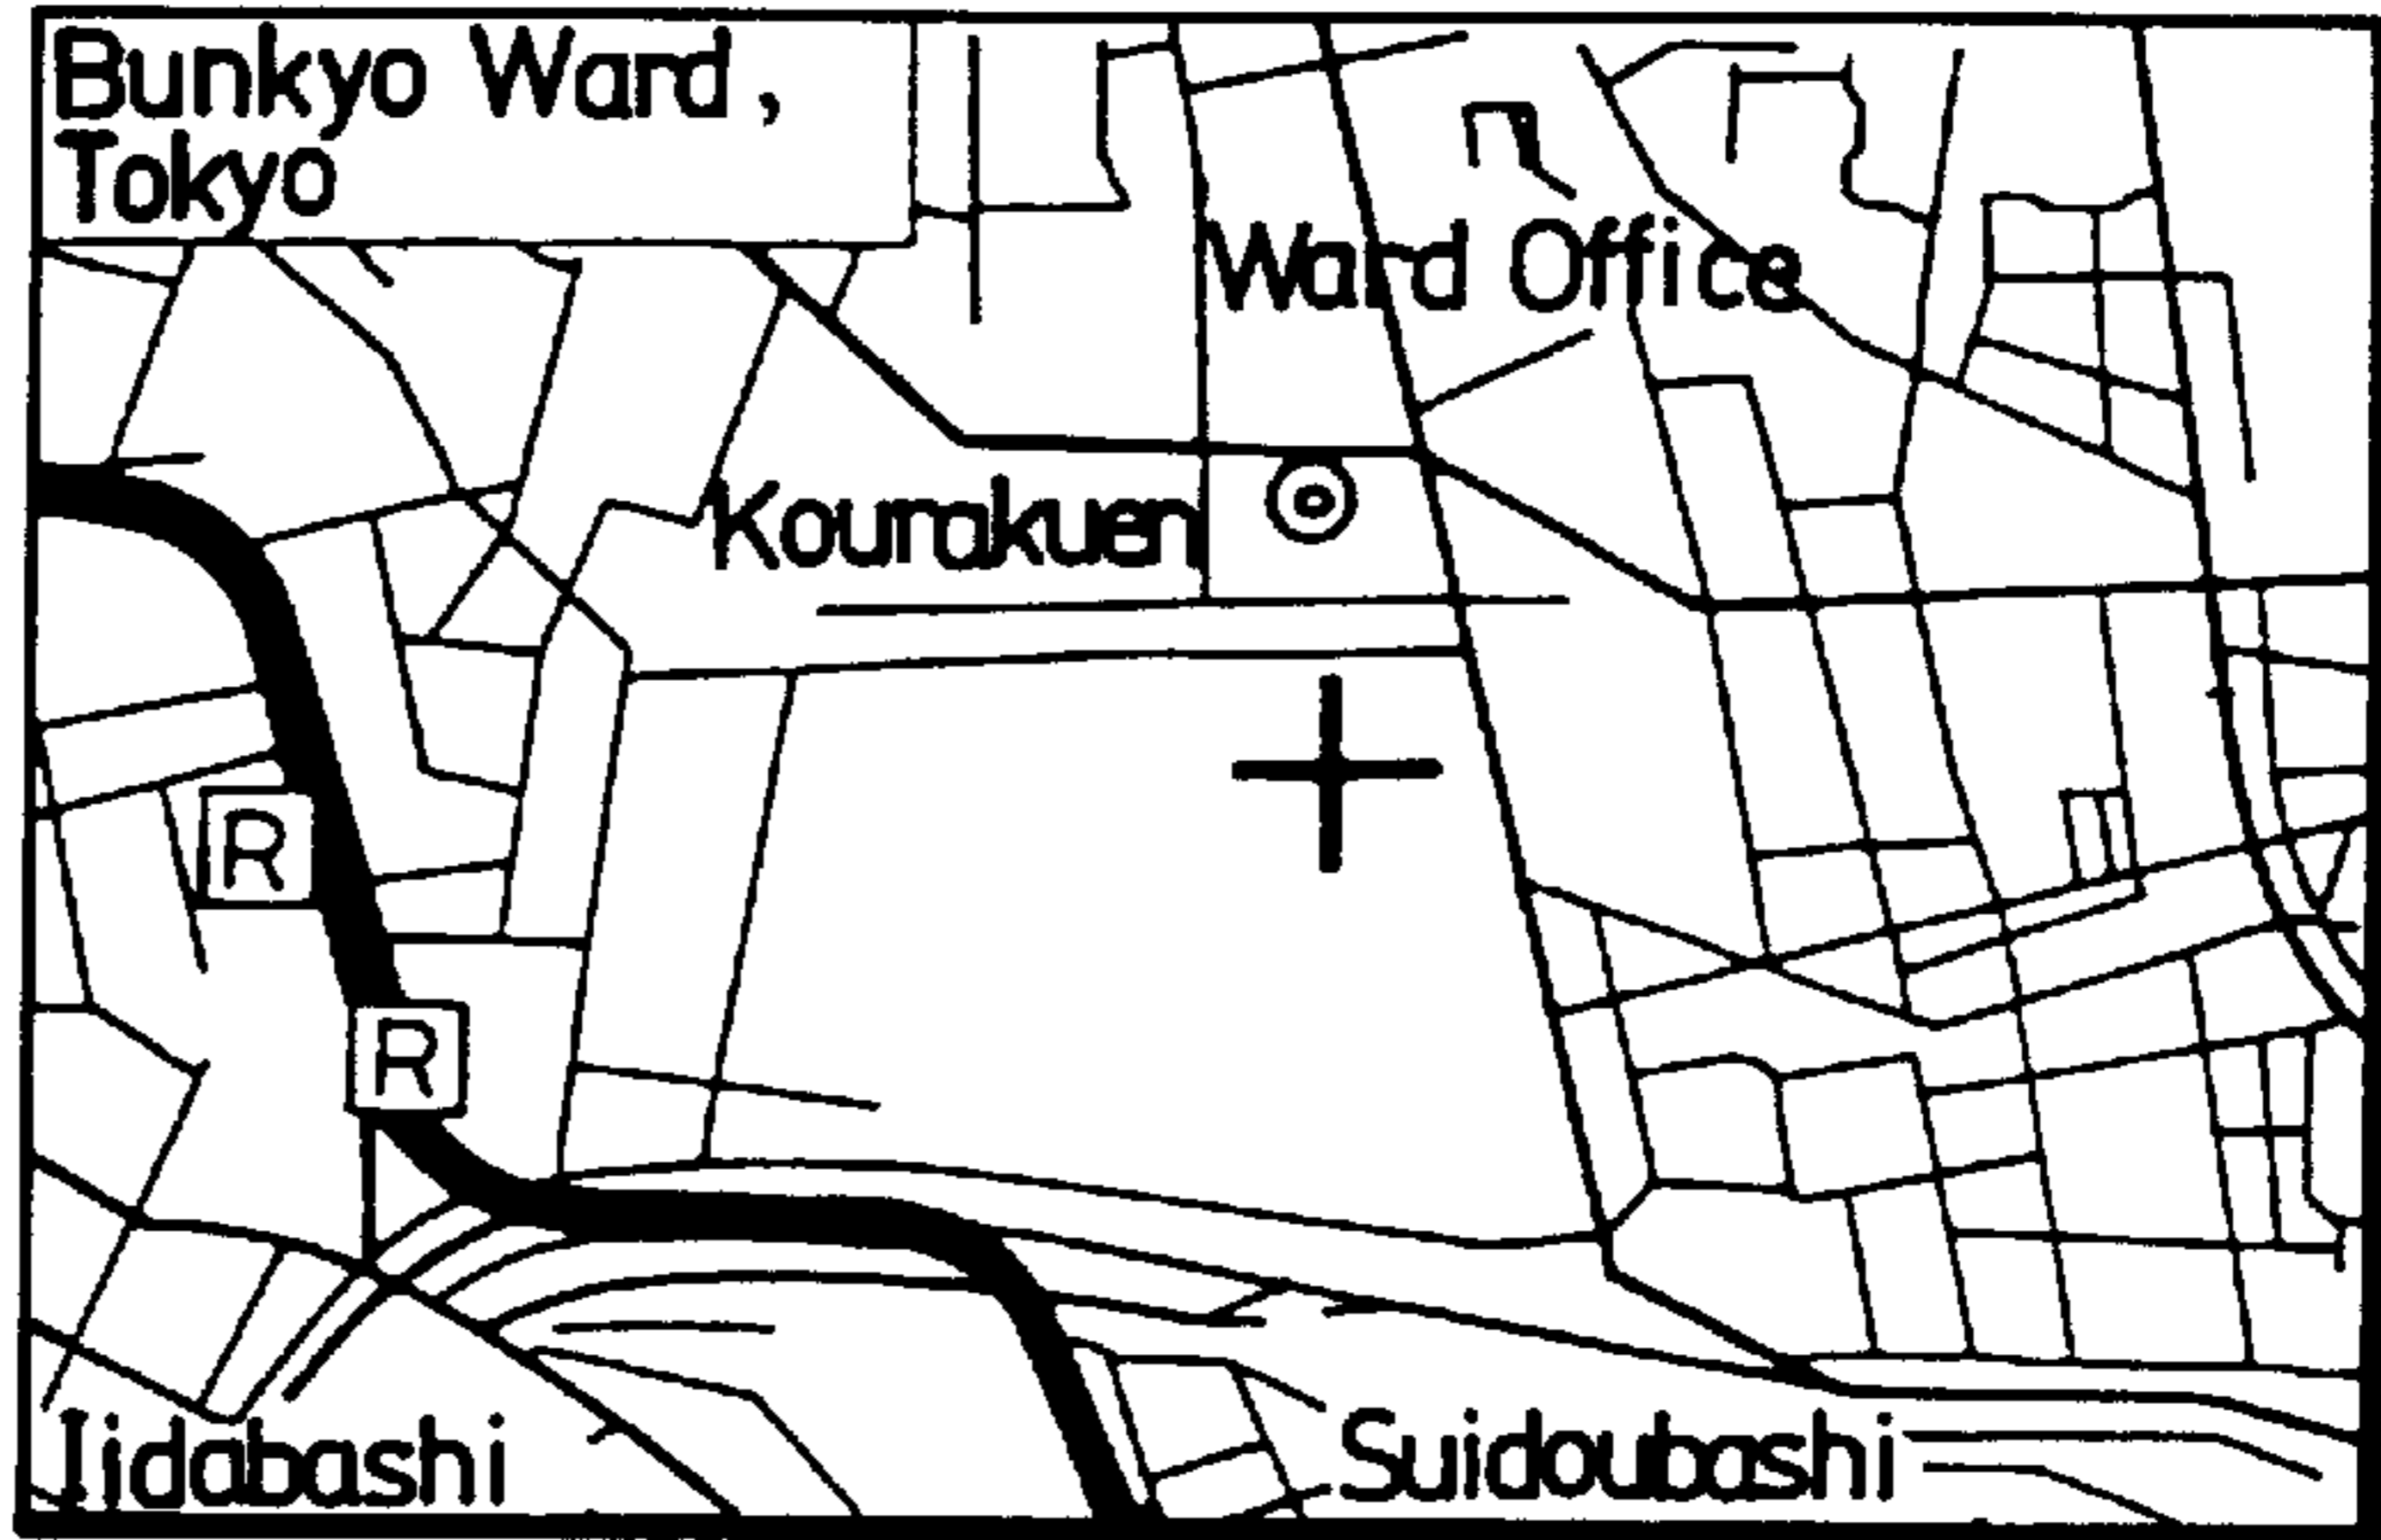 Bunkyo Ward,
Tokyo
Ward Office
Kourakuen
R
R
Iidabashi
Suidoubashi